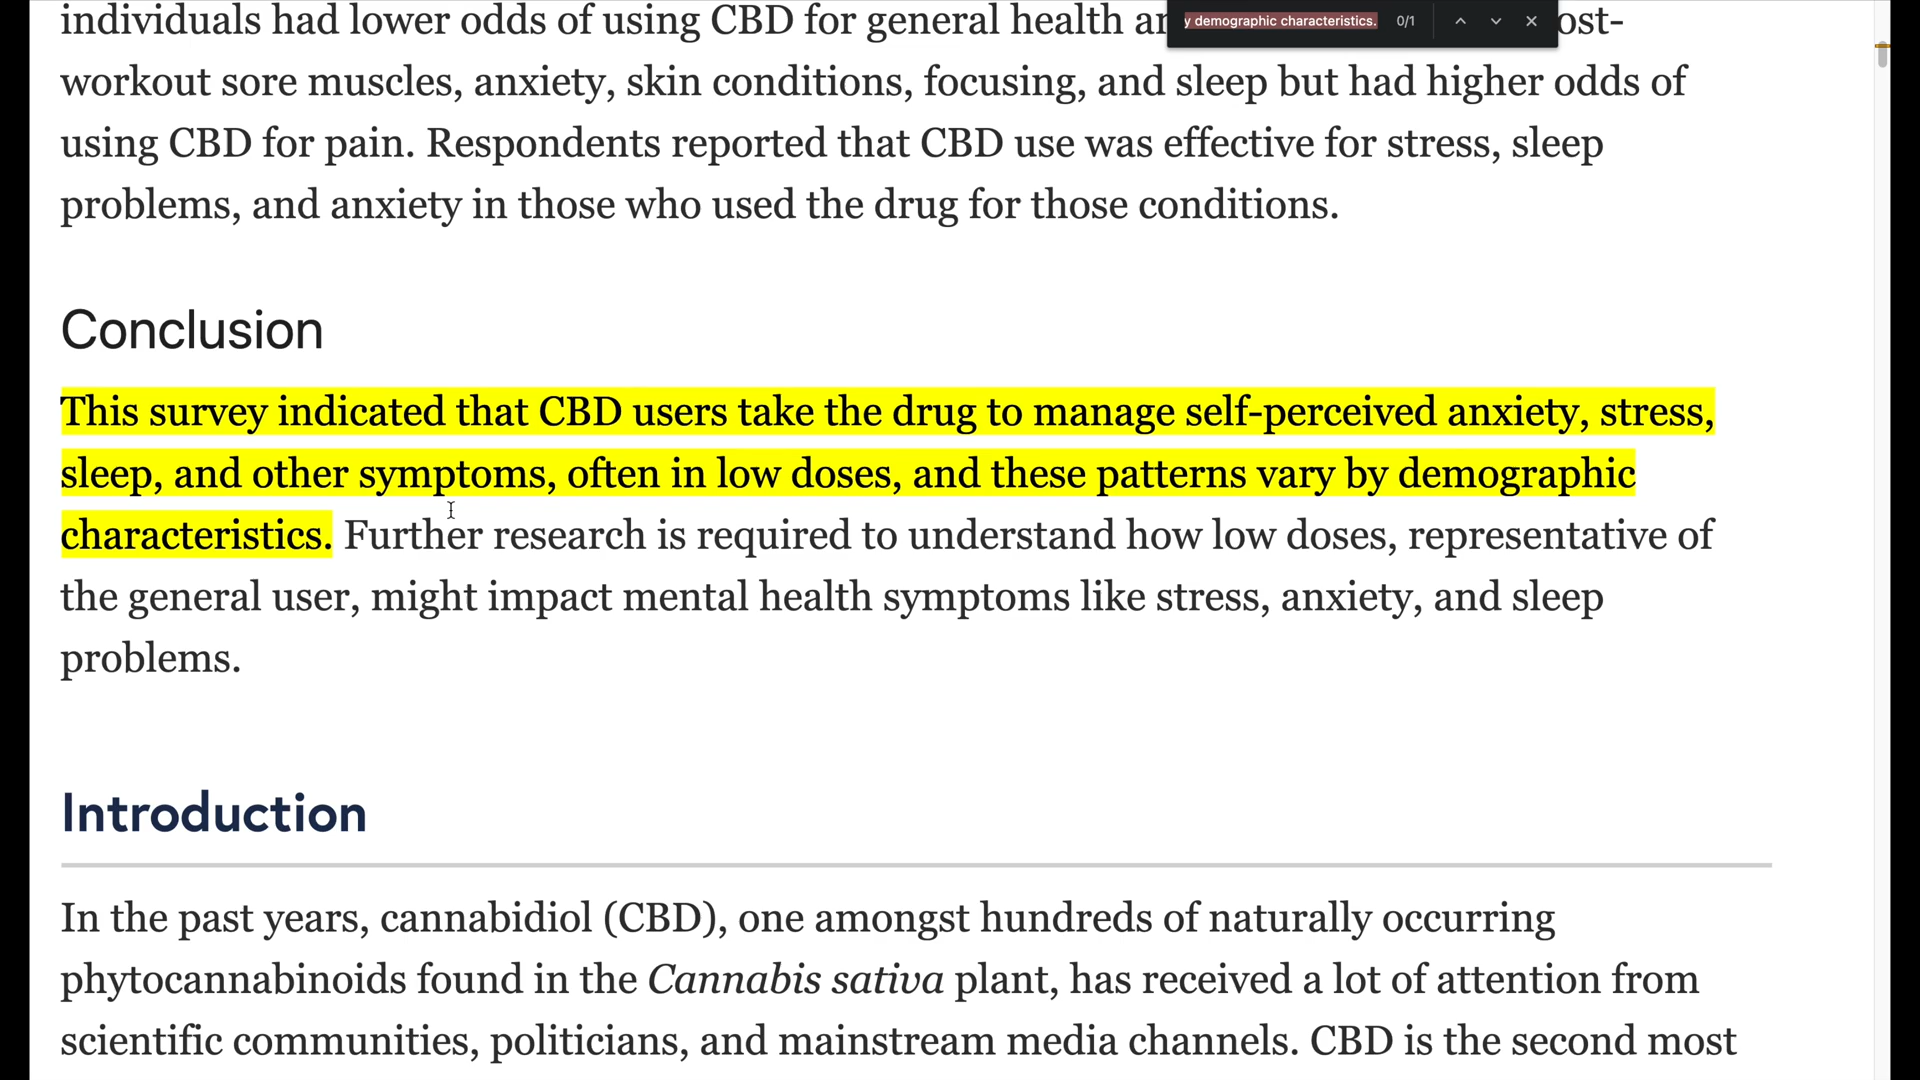 individuals had lower odds of using CBD for general health
y demographic characteristics. 0/1
ost-
workout sore muscles, anxiety, skin conditions, focusing, and sleep but had higher odds of
using CBD for pain. Respondents reported that CBD use was effective for stress, sleep
problems, and anxiety in those who used the drug for those conditions.
Conclusion
This survey indicated that CBD users take the drug to manage self-perceived anxiety, stress,
sleep, and other symptoms, often in low doses, and these patterns vary by demographic
characteristics. Further research is required to understand how low doses, representative of
the general user, might impact mental health symptoms like stress, anxiety, and sleep
problems.
Introduction
In the past years, cannabidiol (CBD), one amongst hundreds of naturally occurring
phytocannabinoids found in the Cannabis sativa plant, has received a lot of attention from
scientific communities, politicians, and mainstream media channels. CBD is the second most